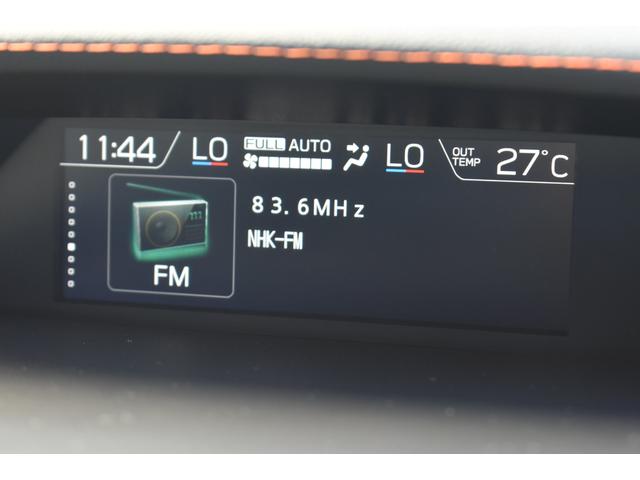 11:44 LO FULL AUTO LO OUT TEMP 27°C
83.6MHz
NHK-FM
FM